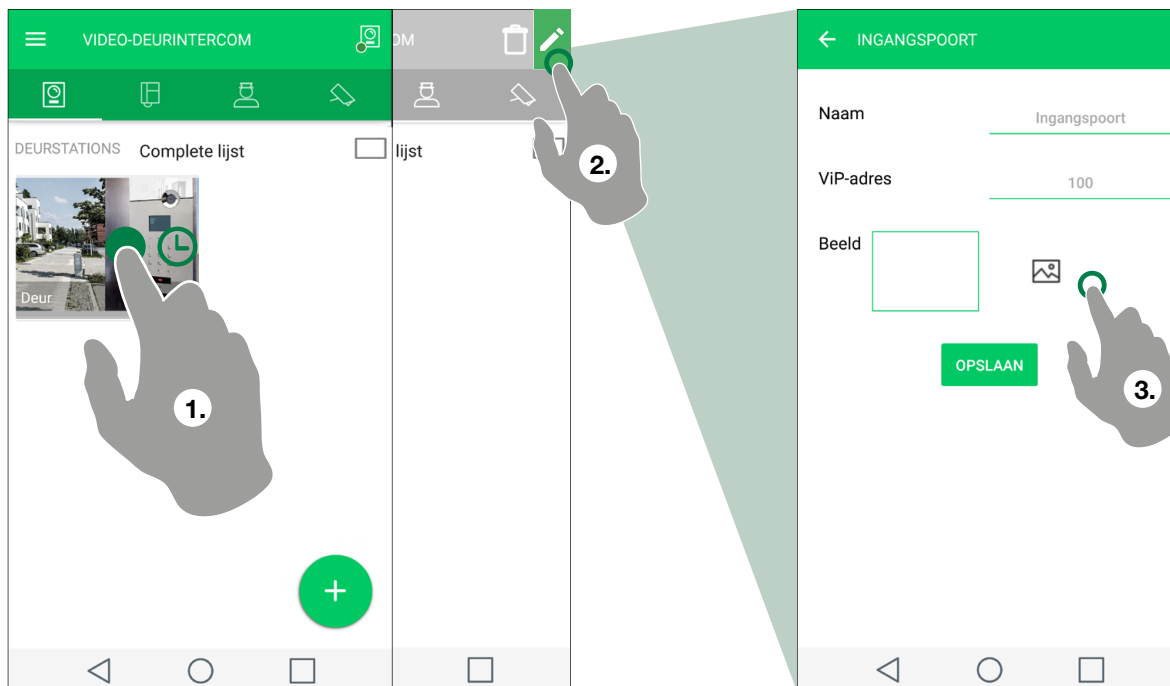 VIDEO-DEURINTERCOM
DEURSTATIONS Complete lijst
Deur
1.
OM
lijst
2.
INGANGSPOORT
Naam Ingangspoort
ViP-adres 100
Beeld
OPSLAAN
3.